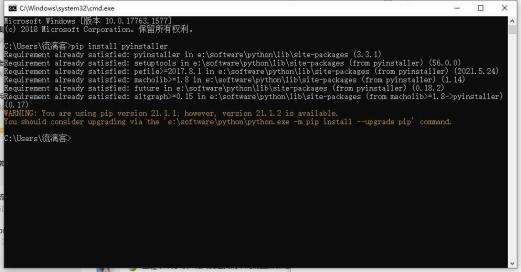 C:\Windows\system32\cmd.exe
Microsoft Windows [版本 10.0.17763.1577]
(c) 2018 Microsoft Corporation。保留所有权利。
C:\Users\流滴客>pip install pyinstaller
Requirement already satisfied: pyinstaller in e:\software\python\lib\site-packages (3.3.1)
Requirement already satisfied: setuptools in e:\software\python\lib\site-packages (from pyinstaller) (56.0.0)
Requirement already satisfied: pefile>=2017.8.1 in e:\software\python\lib\site-packages (from pyinstaller) (2021.5.24)
Requirement already satisfied: macholib>=1.8 in e:\software\python\lib\site-packages (from pyinstaller) (1.14)
Requirement already satisfied: future in e:\software\python\lib\site-packages (from pyinstaller) (0.18.2)
Requirement already satisfied: altgraph>=0.15 in e:\software\python\lib\site-packages (from macholib>=1.8->pyinstaller)
(0.17)
WARNING: You are using pip version 21.1.1; however, version 21.1.2 is available.
You should consider upgrading via the 'e:\software\python\python.exe -m pip install --upgrade pip' command.
C:\Users\流滴客>